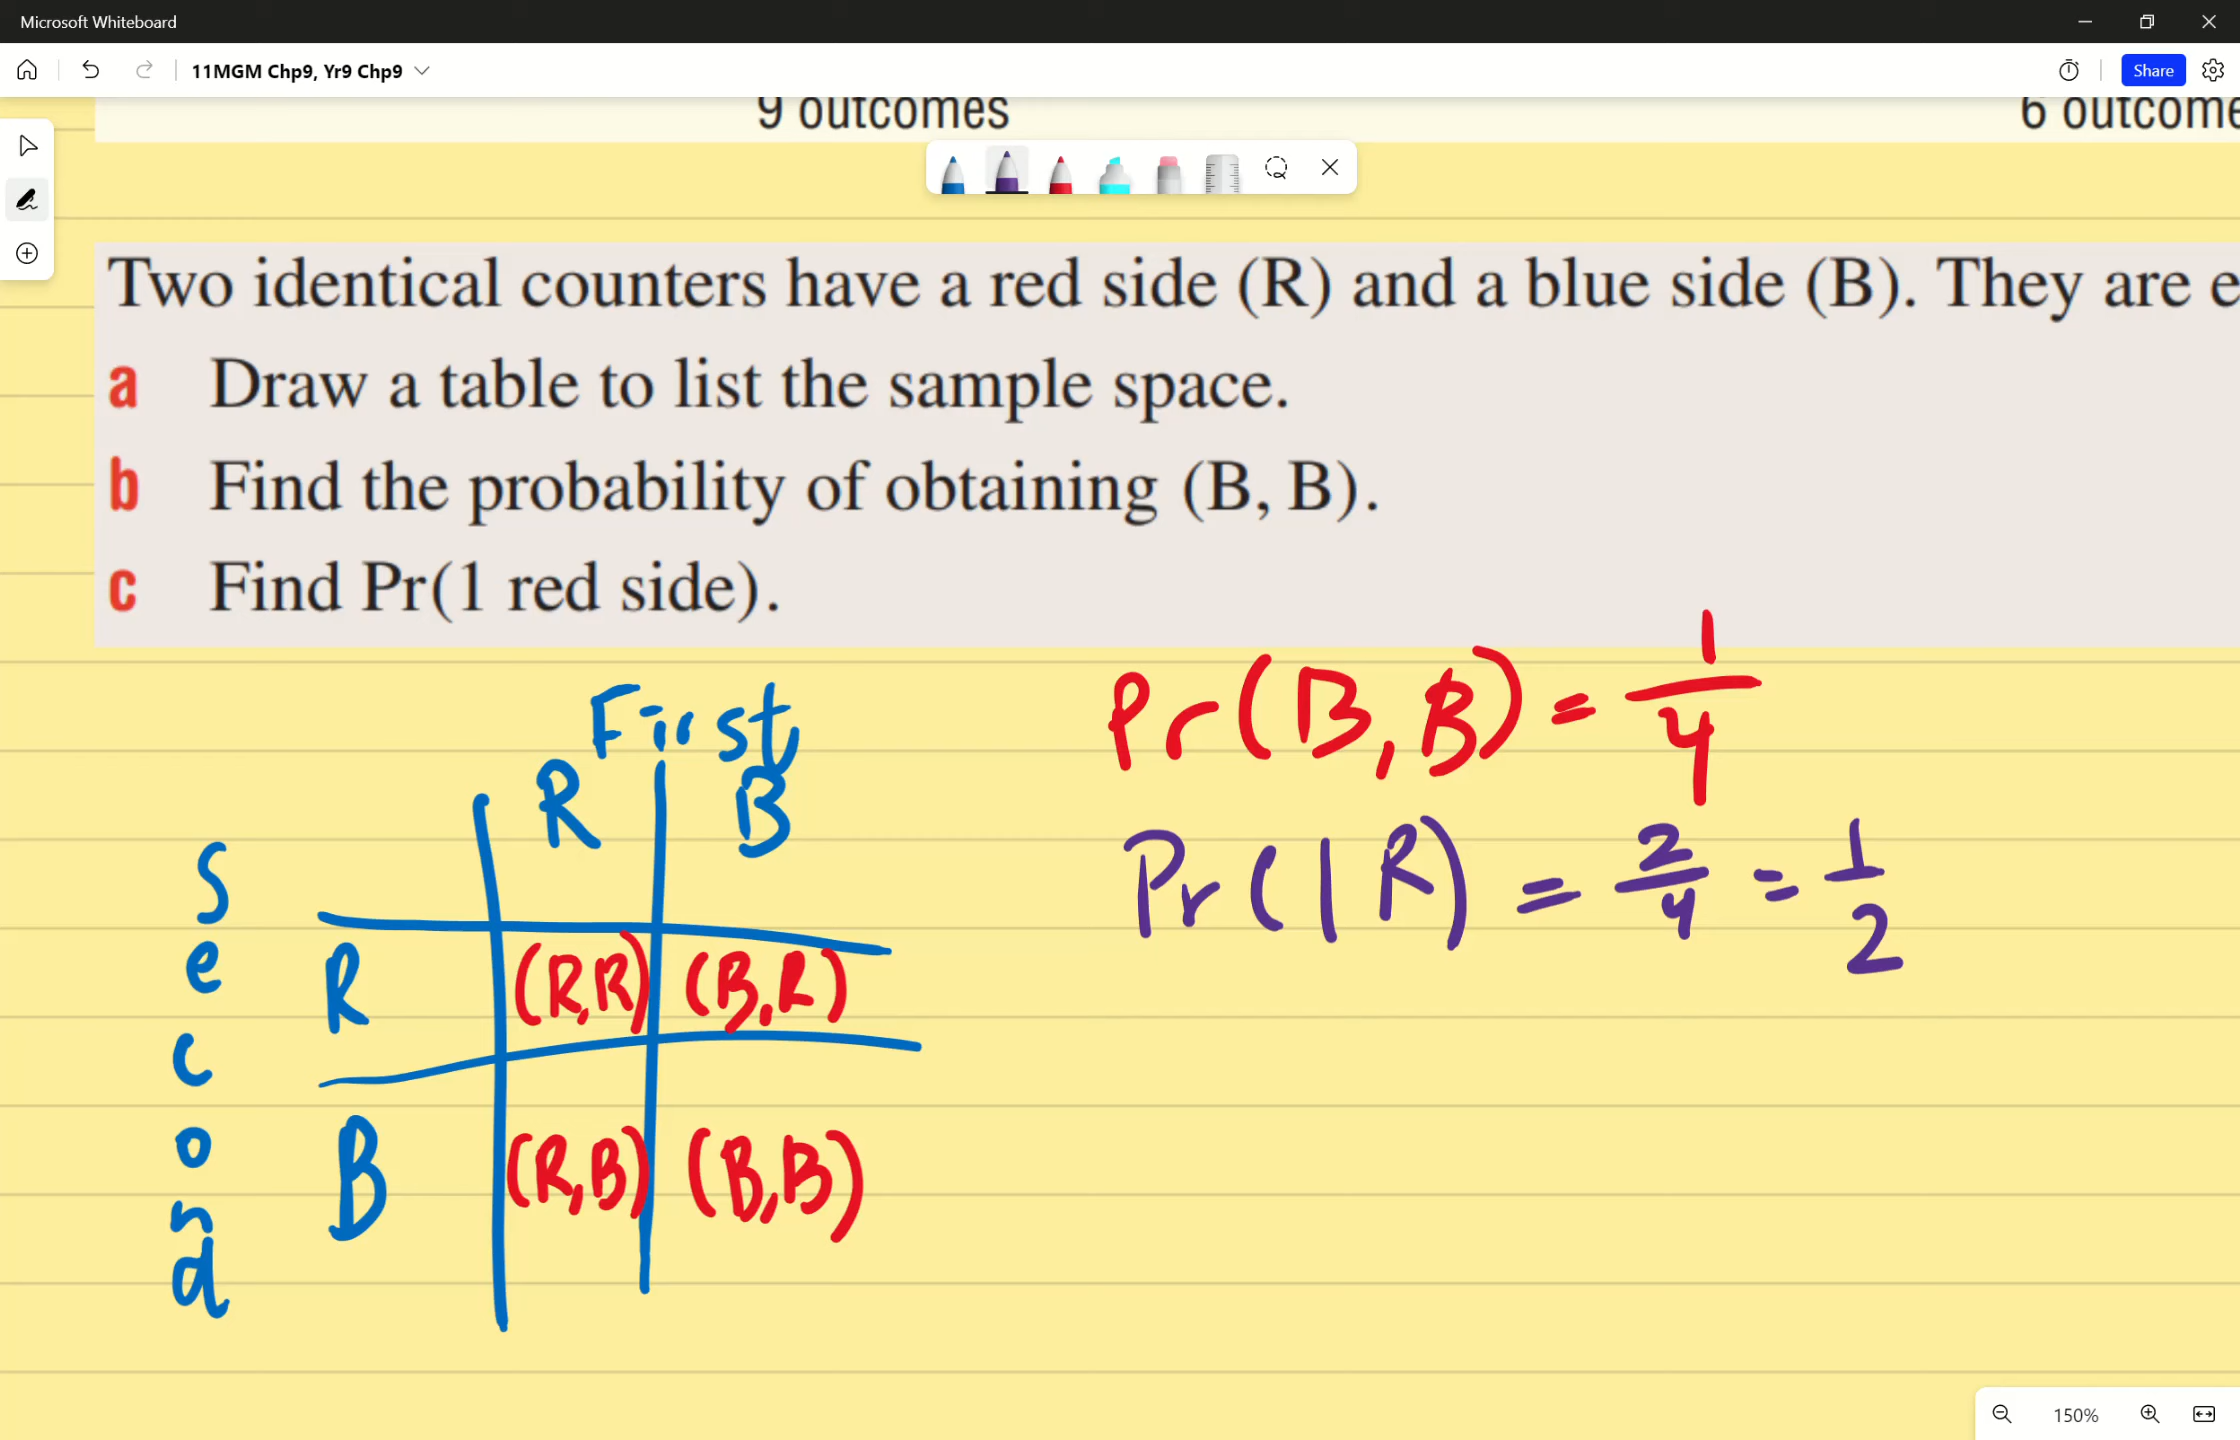 Microsoft Whiteboard
11MGM Chp9, Yr9 Chp9
Share
9 outcomes
6 outcome
Two identical counters have a red side (R) and a blue side (B). They are e
a Draw a table to list the sample space.
b Find the probability of obtaining (B, B).
c Find Pr(1 red side).
Pr(B,B) = 1/4
Pr(1R) = 2/4 = 1/2
First
R B
Second
R (R,R) (B,R)
B (R,B) (B,B)
150%